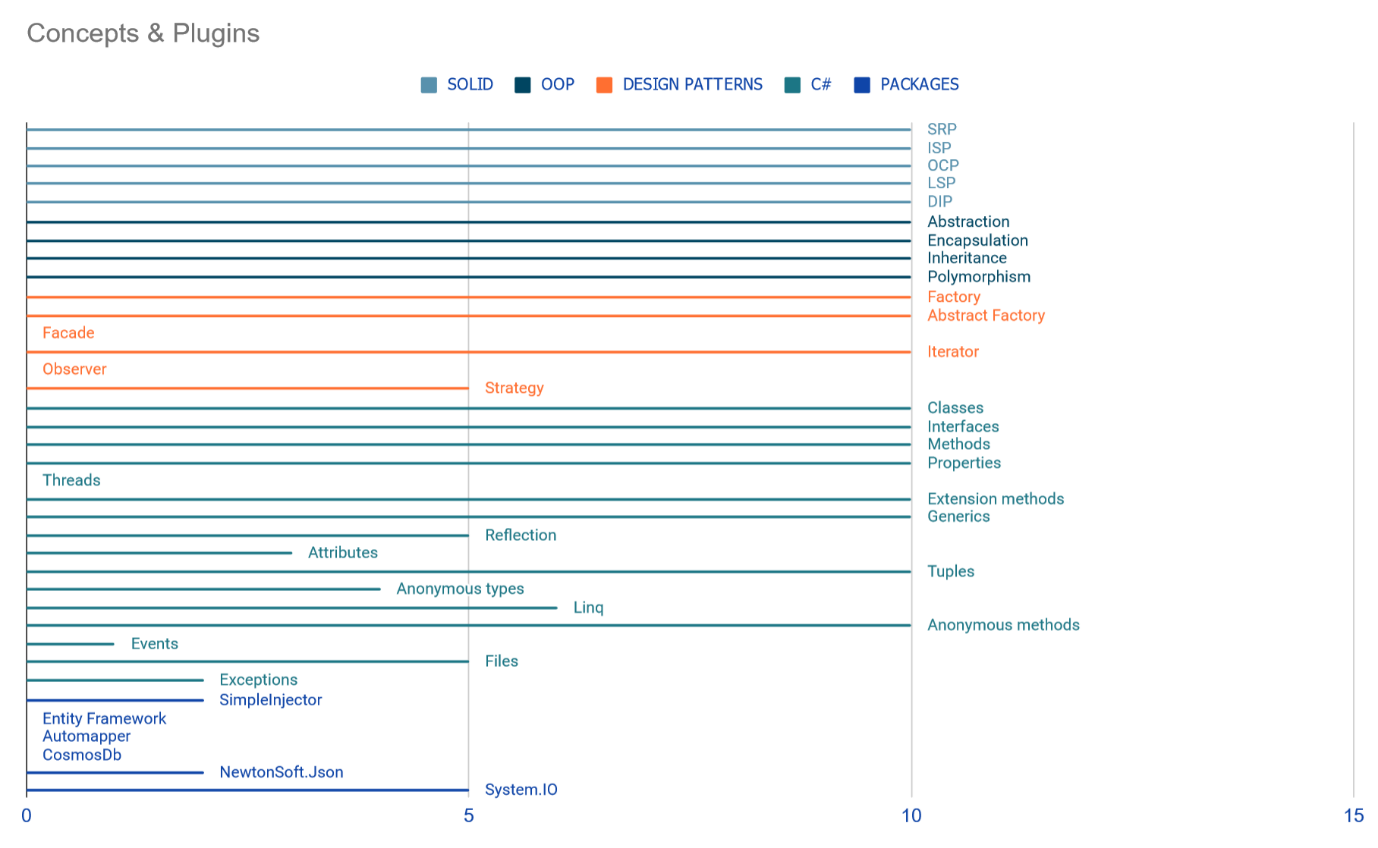 Concepts & Plugins
SOLID OOP DESIGN PATTERNS C# PACKAGES
SRP
ISP
OCP
LSP
DIP
Abstraction
Encapsulation
Inheritance
Polymorphism
Factory
Abstract Factory
Facade
Iterator
Observer
Strategy
Classes
Interfaces
Methods
Properties
Threads
Extension methods
Generics
Reflection
Attributes
Tuples
Anonymous types
Linq
Anonymous methods
Events
Files
Exceptions
SimpleInjector
Entity Framework
Automapper
CosmosDb
NewtonSoft.Json
System.IO
0 5 10 15